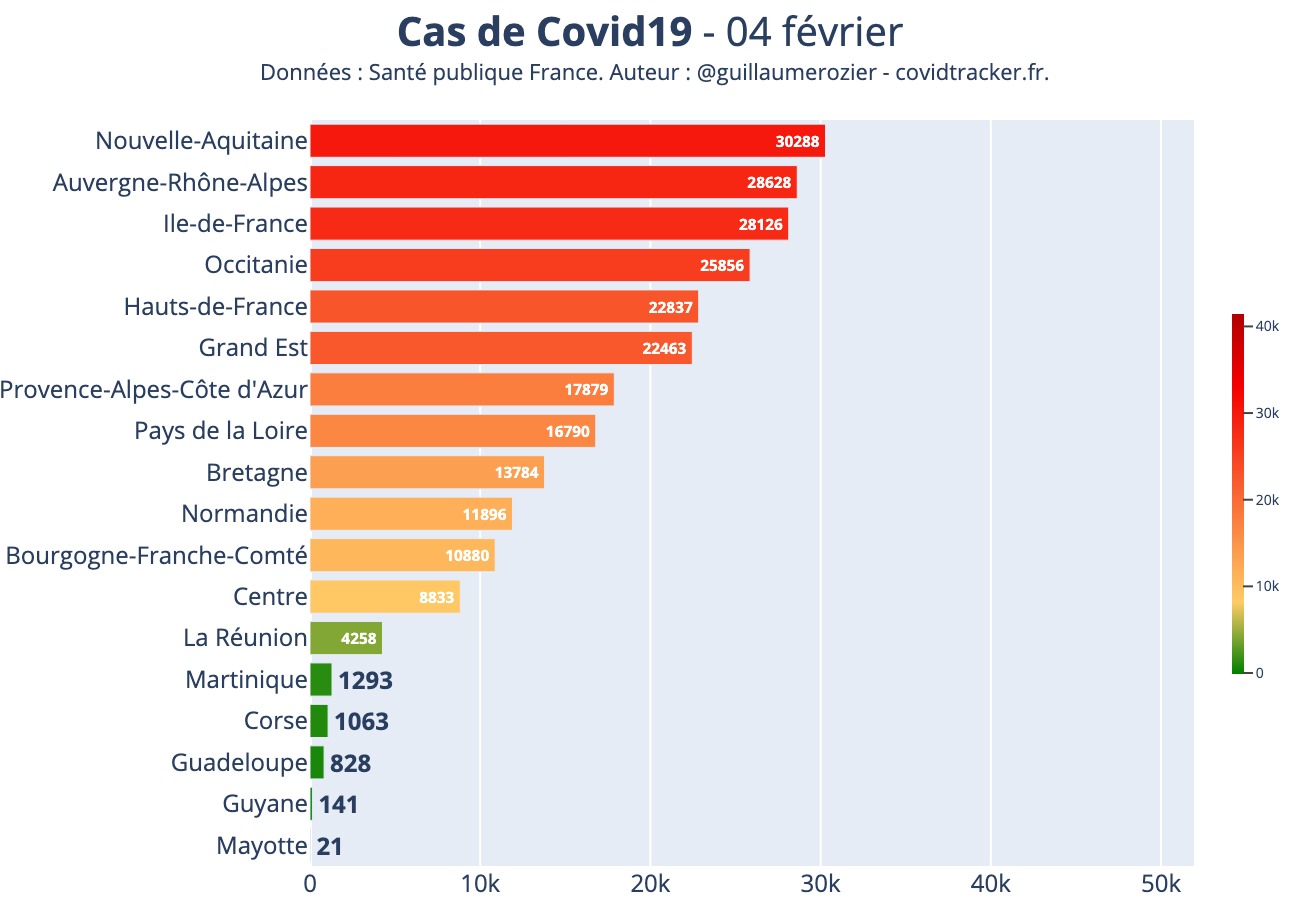 Cas de Covid19 - 04 février
Données : Santé publique France. Auteur : @guillaumerozier - covidtracker.fr.
Nouvelle-Aquitaine 30288
Auvergne-Rhône-Alpes 28628
Ile-de-France 28126
Occitanie 25856
Hauts-de-France 22837
Grand Est 22463
Provence-Alpes-Côte d'Azur 17879
Pays de la Loire 16790
Bretagne 13784
Normandie 11896
Bourgogne-Franche-Comté 10880
Centre 8833
La Réunion 4258
Martinique 1293
Corse 1063
Guadeloupe 828
Guyane 141
Mayotte 21
0 10k 20k 30k 40k 50k
40k
30k
20k
10k
0